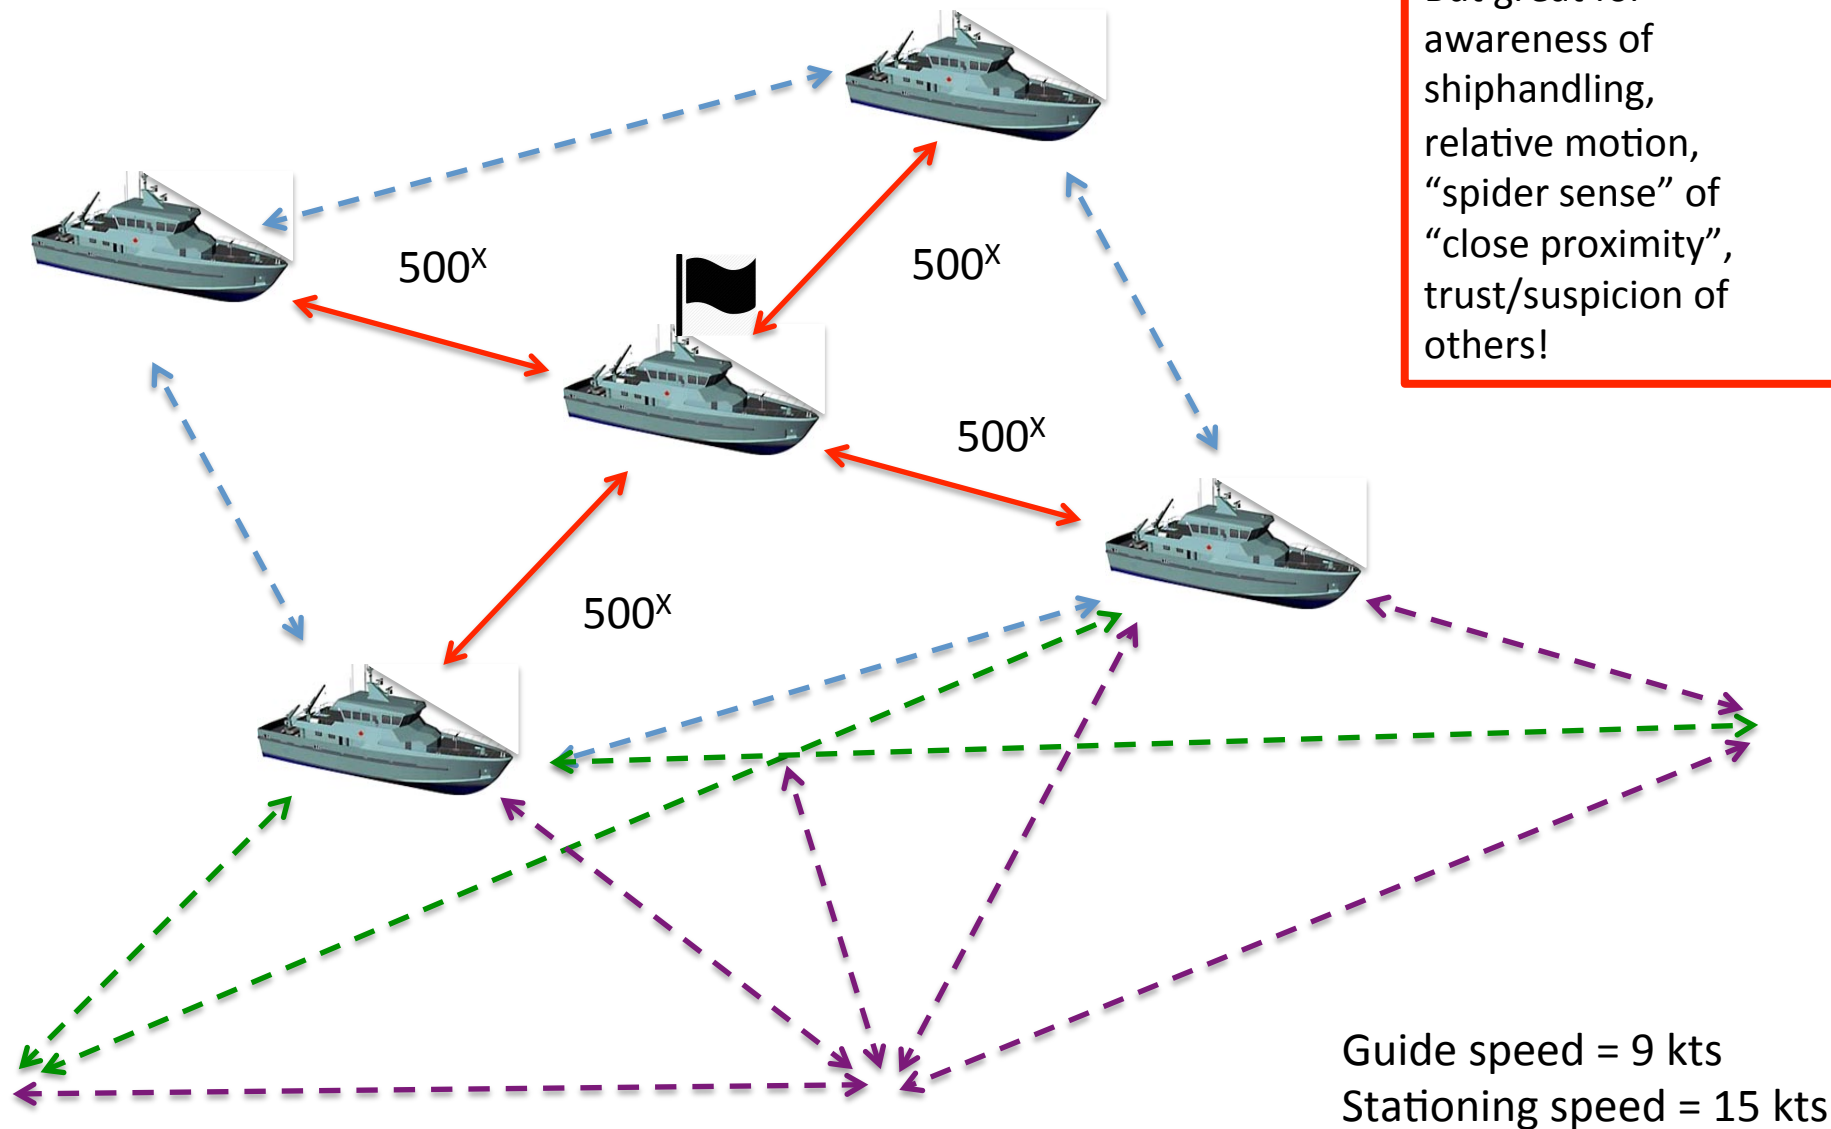 awareness of
shiphandling,
relative motion,
“spider sense” of
“close proximity”,
trust/suspicion of
others!
500ˣ
500ˣ
500ˣ
500ˣ
Guide speed = 9 kts
Stationing speed = 15 kts